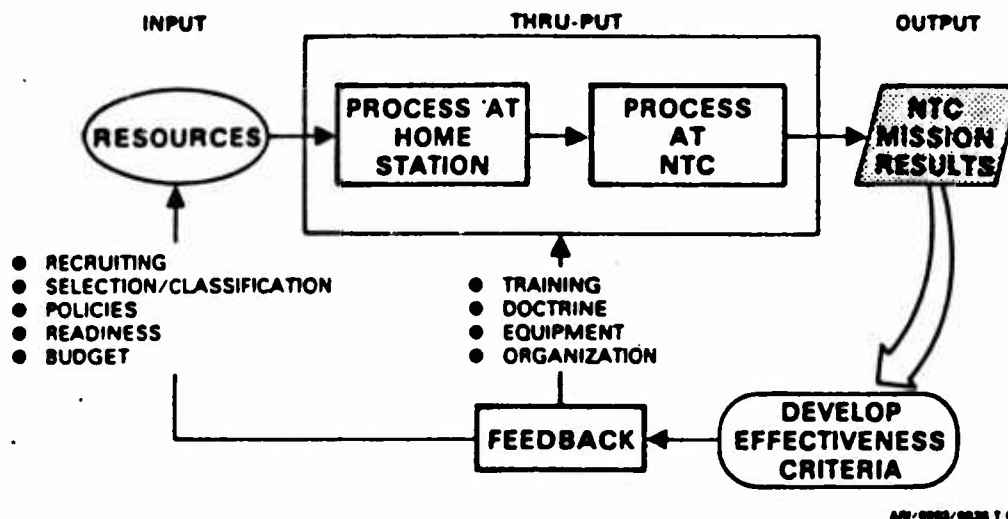 INPUT
THRU-PUT
OUTPUT
RESOURCES
PROCESS AT
HOME
STATION
PROCESS
AT
NTC
NTC
MISSION
RESULTS
● RECRUITING
● SELECTION/CLASSIFICATION
● POLICIES
● READINESS
● BUDGET
● TRAINING
● DOCTRINE
● EQUIPMENT
● ORGANIZATION
FEEDBACK
DEVELOP
EFFECTIVENESS
CRITERIA